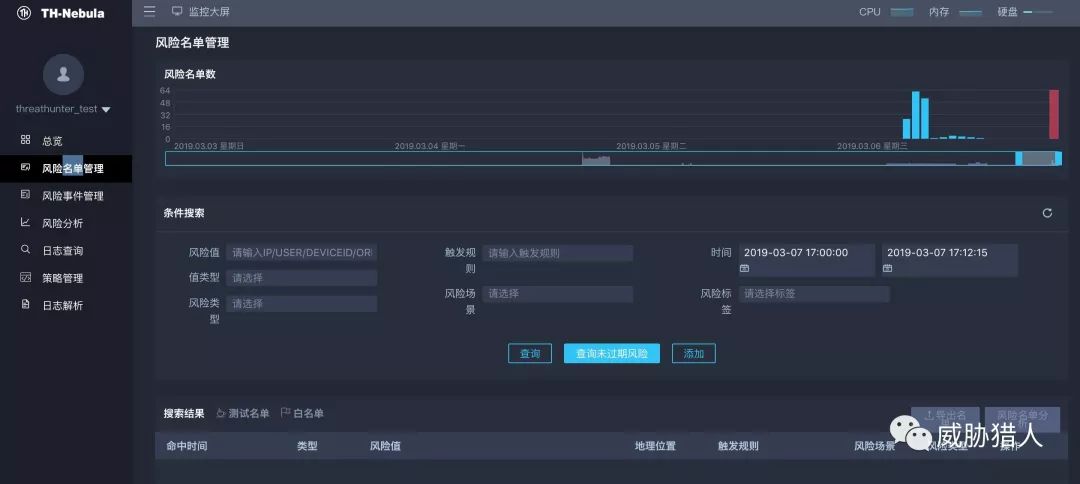 TH-Nebula
监控大屏
CPU 内存 硬盘
threathunter_test
总览
风险名单管理
风险事件管理
风险分析
日志查询
策略管理
日志解析
风险名单管理
风险名单数
64
48
32
16
0
2019.03.03 星期日 2019.03.04 星期一 2019.03.05 星期二 2019.03.06 星期三
条件搜索
风险值 请输入IP/USER/DEVICEID/OR
触发规则 请输入触发规则
时间 2019-03-07 17:00:00 2019-03-07 17:12:15
值类型 请选择
风险场景 请选择
风险标签 请选择标签
风险类型 请选择
查询 查询未过期风险 添加
搜索结果 测试名单 白名单
导出名 风险名单分析
命中时间 类型 风险值 地理位置 触发规则 风险场景 风险类型 操作
威胁猎人